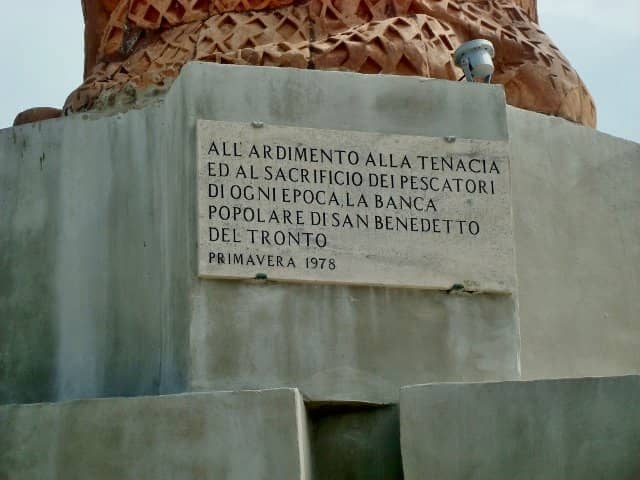 ALL' ARDIMENTO ALLA TENACIA
ED AL SACRIFICIO DEI PESCATORI
DI OGNI EPOCA, LA BANCA
POPOLARE DI SAN BENEDETTO
DEL TRONTO
PRIMAVERA 1978